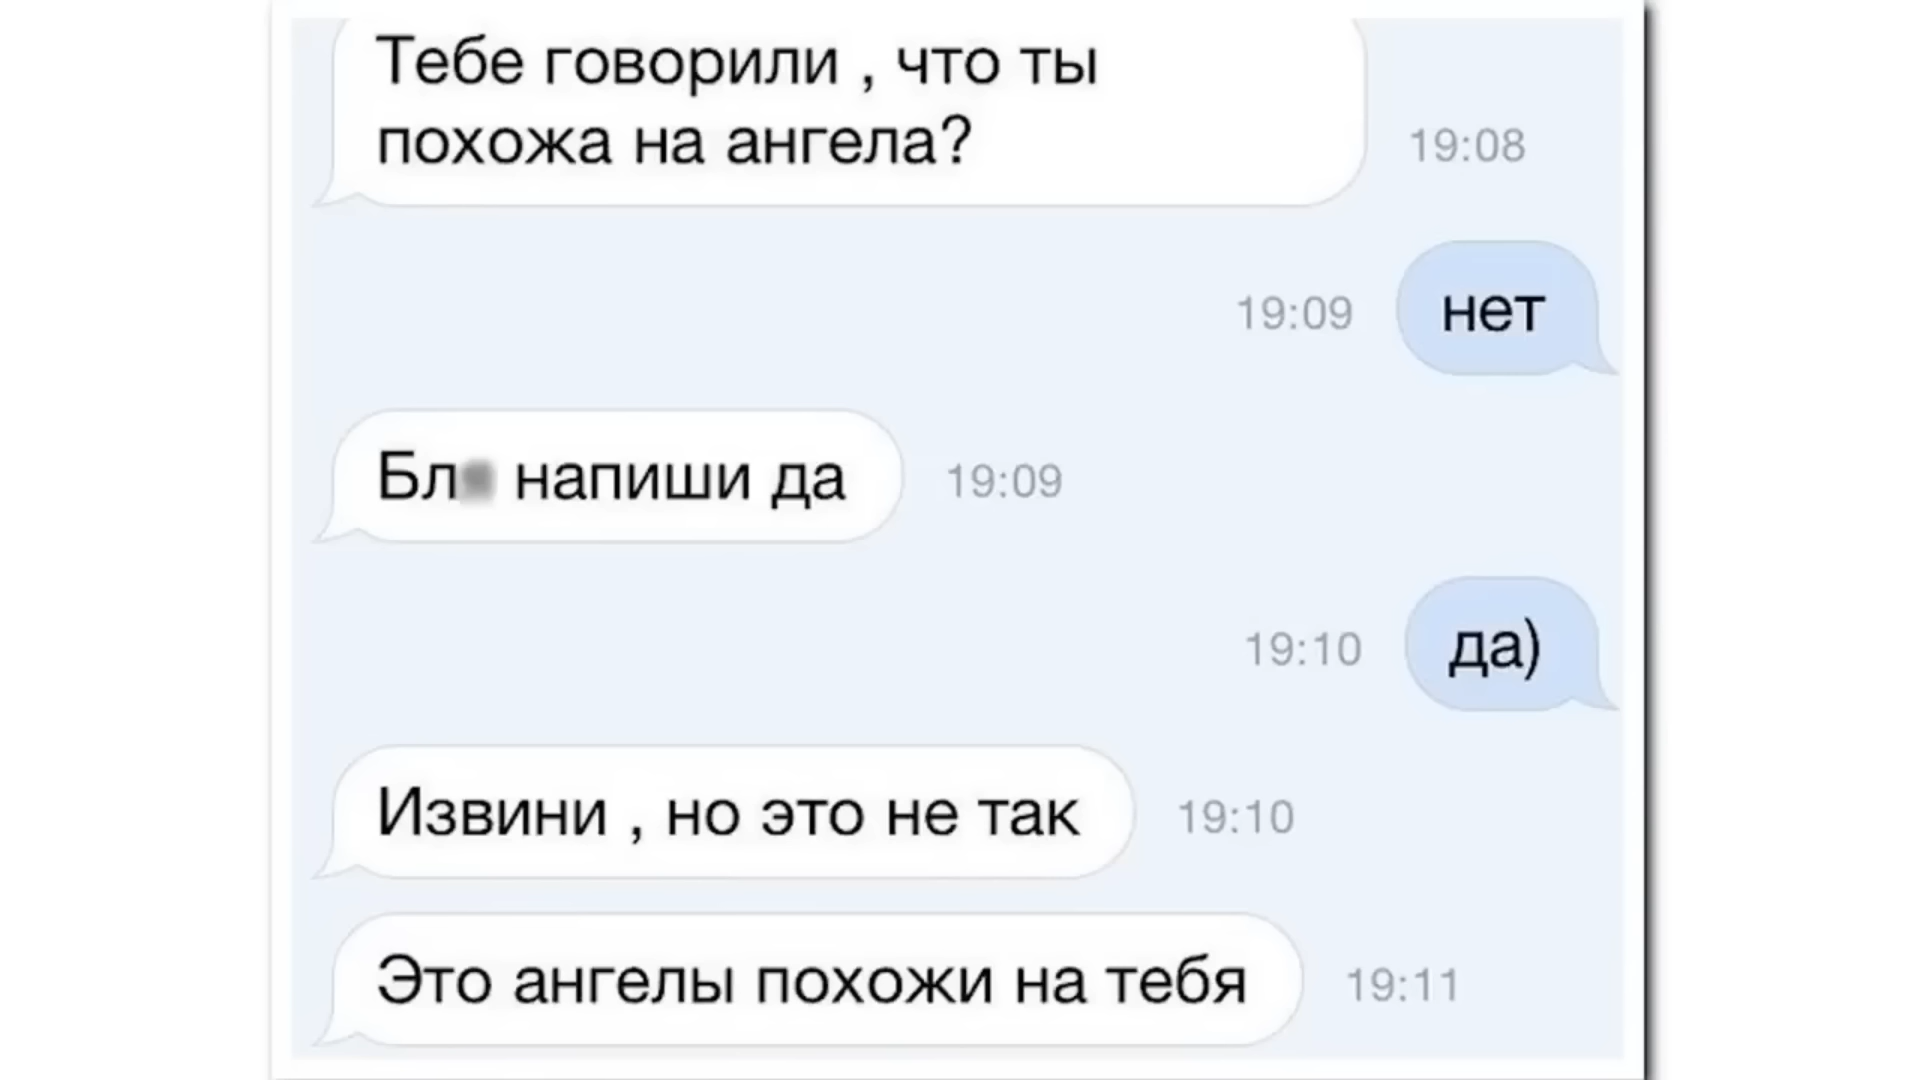 Тебе говорили , что ты
похожа на ангела?
19:08
19:09
нет
напиши да
19:09
19:10
да)
Извини , но это не так
19:10
Это ангелы похожи на тебя
19:11